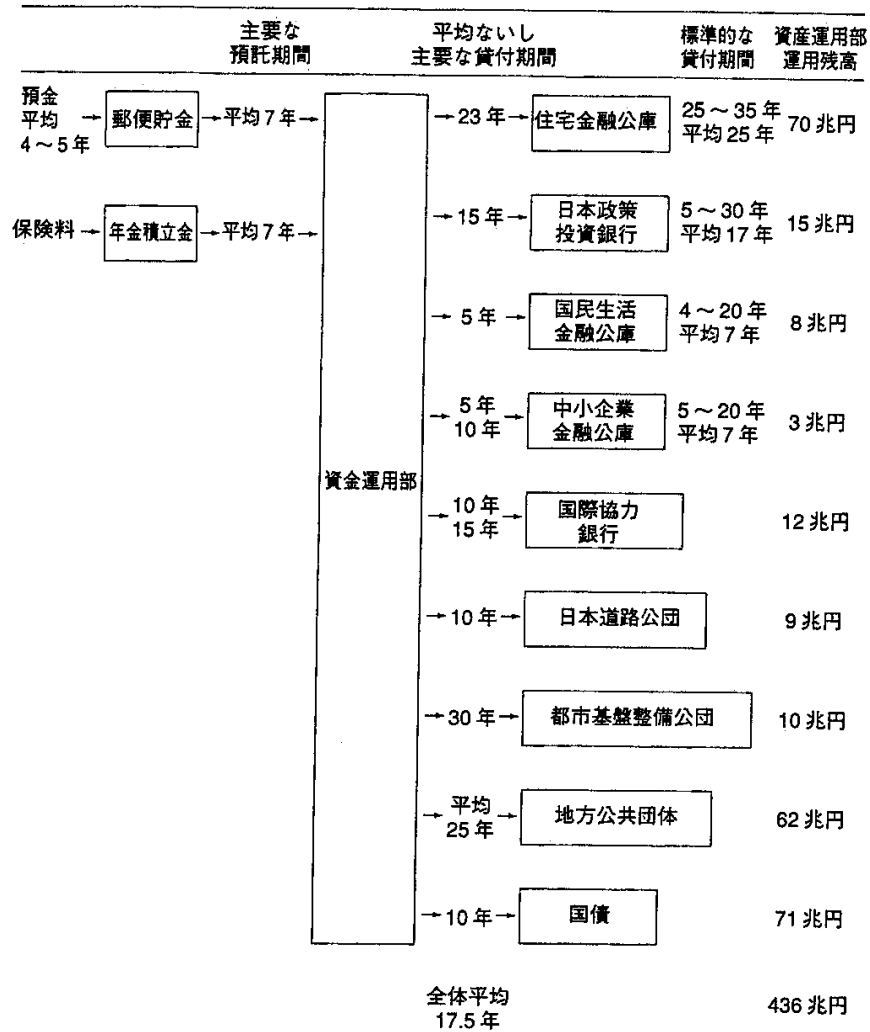 主要な
預託期間
平均ないし
主要な貸付期間
標準的な
貸付期間
資産運用部
運用残高
預金
平均
4～5年
→
郵便貯金
→平均7年→
保険料→
年金積立金
→平均7年→
資金運用部
→23年→
住宅金融公庫
25～35年
平均25年
70兆円
→15年→
日本政策
投資銀行
5～30年
平均17年
15兆円
→5年→
国民生活
金融公庫
4～20年
平均7年
8兆円
→5年
10年→
中小企業
金融公庫
5～20年
平均7年
3兆円
→10年
15年→
国際協力
銀行
12兆円
→10年→
日本道路公団
9兆円
→30年→
都市基盤整備公団
10兆円
→平均
25年→
地方公共団体
62兆円
→10年→
国債
71兆円
全体平均
17.5年
436兆円